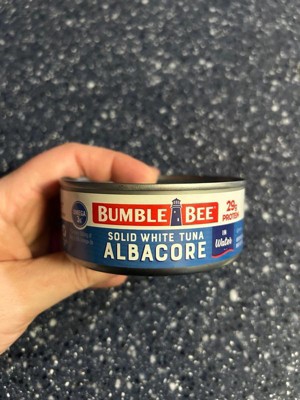 BUMBLE BEE
29g
PROTEIN
SOLID WHITE TUNA
ALBACORE
IN
Water